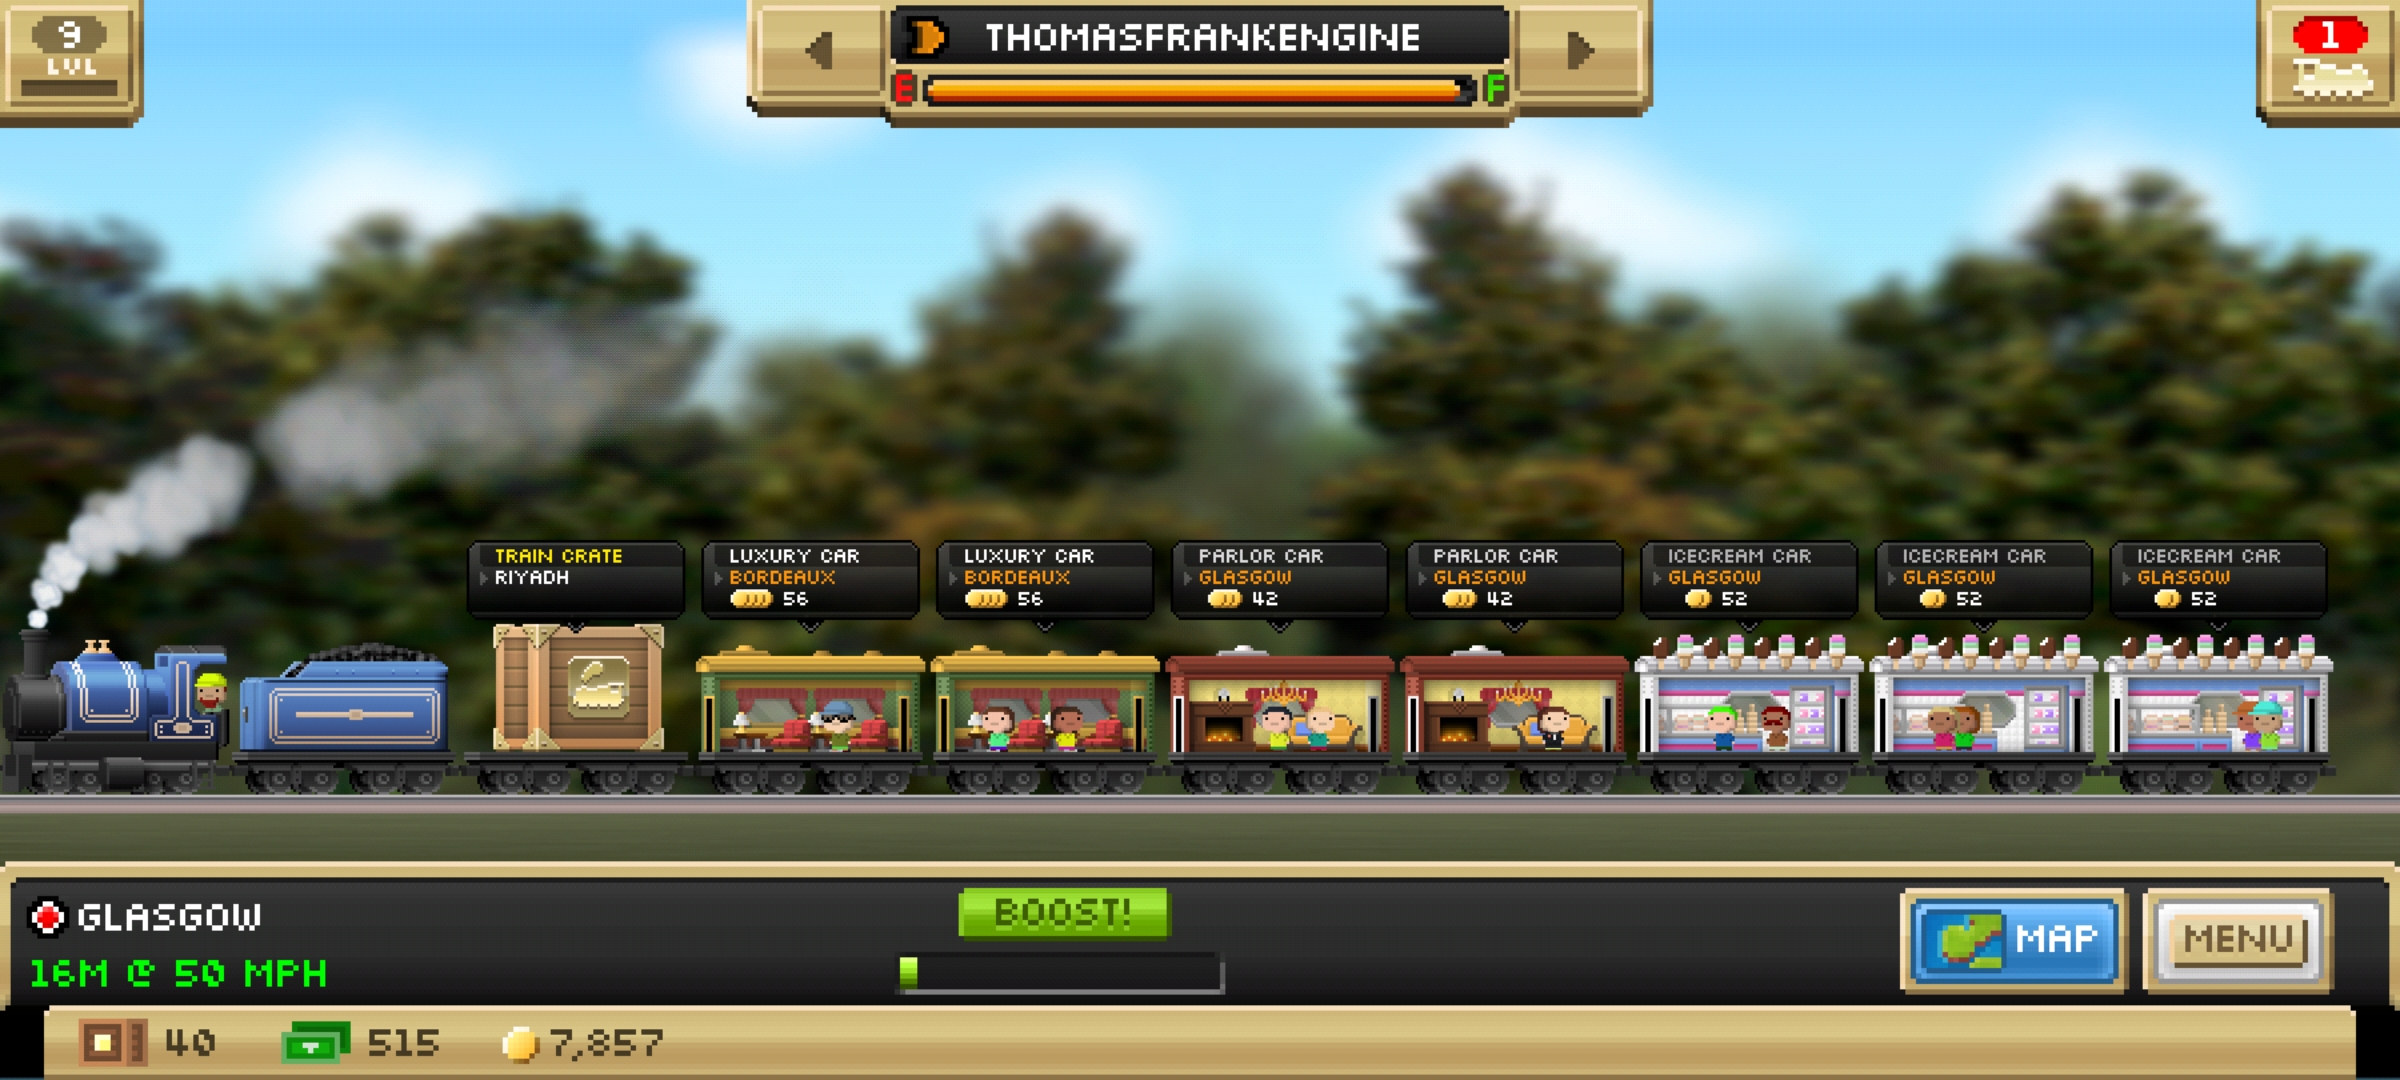 9
LVL
THOMASFRANKENGINE
E
F
1
TRAIN CRATE
RIYADH
LUXURY CAR
BORDEAUX
56
LUXURY CAR
BORDEAUX
56
PARLOR CAR
GLASGOW
42
PARLOR CAR
GLASGOW
42
ICECREAM CAR
GLASGOW
52
ICECREAM CAR
GLASGOW
52
ICECREAM CAR
GLASGOW
52
GLASGOW
16M @ 50 MPH
BOOST!
MAP
MENU
40
515
7,857